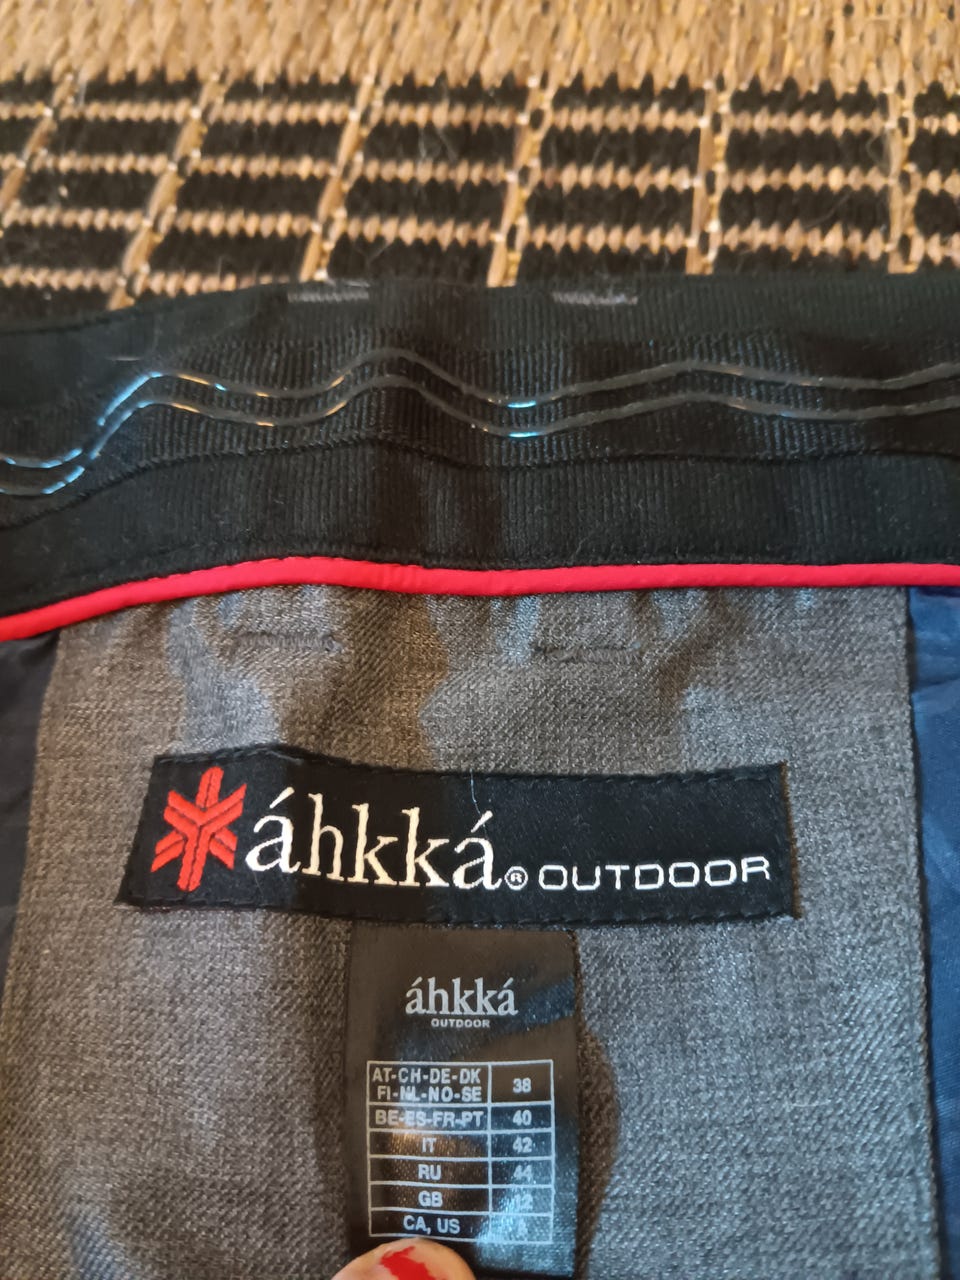 áhkká® OUTDOOR
áhkká
OUTDOOR
AT-CH-DE-DK
FI-NL-NO-SE 38
BE-ES-FR-PT 40
IT 42
RU 44
GB 12
CA, US